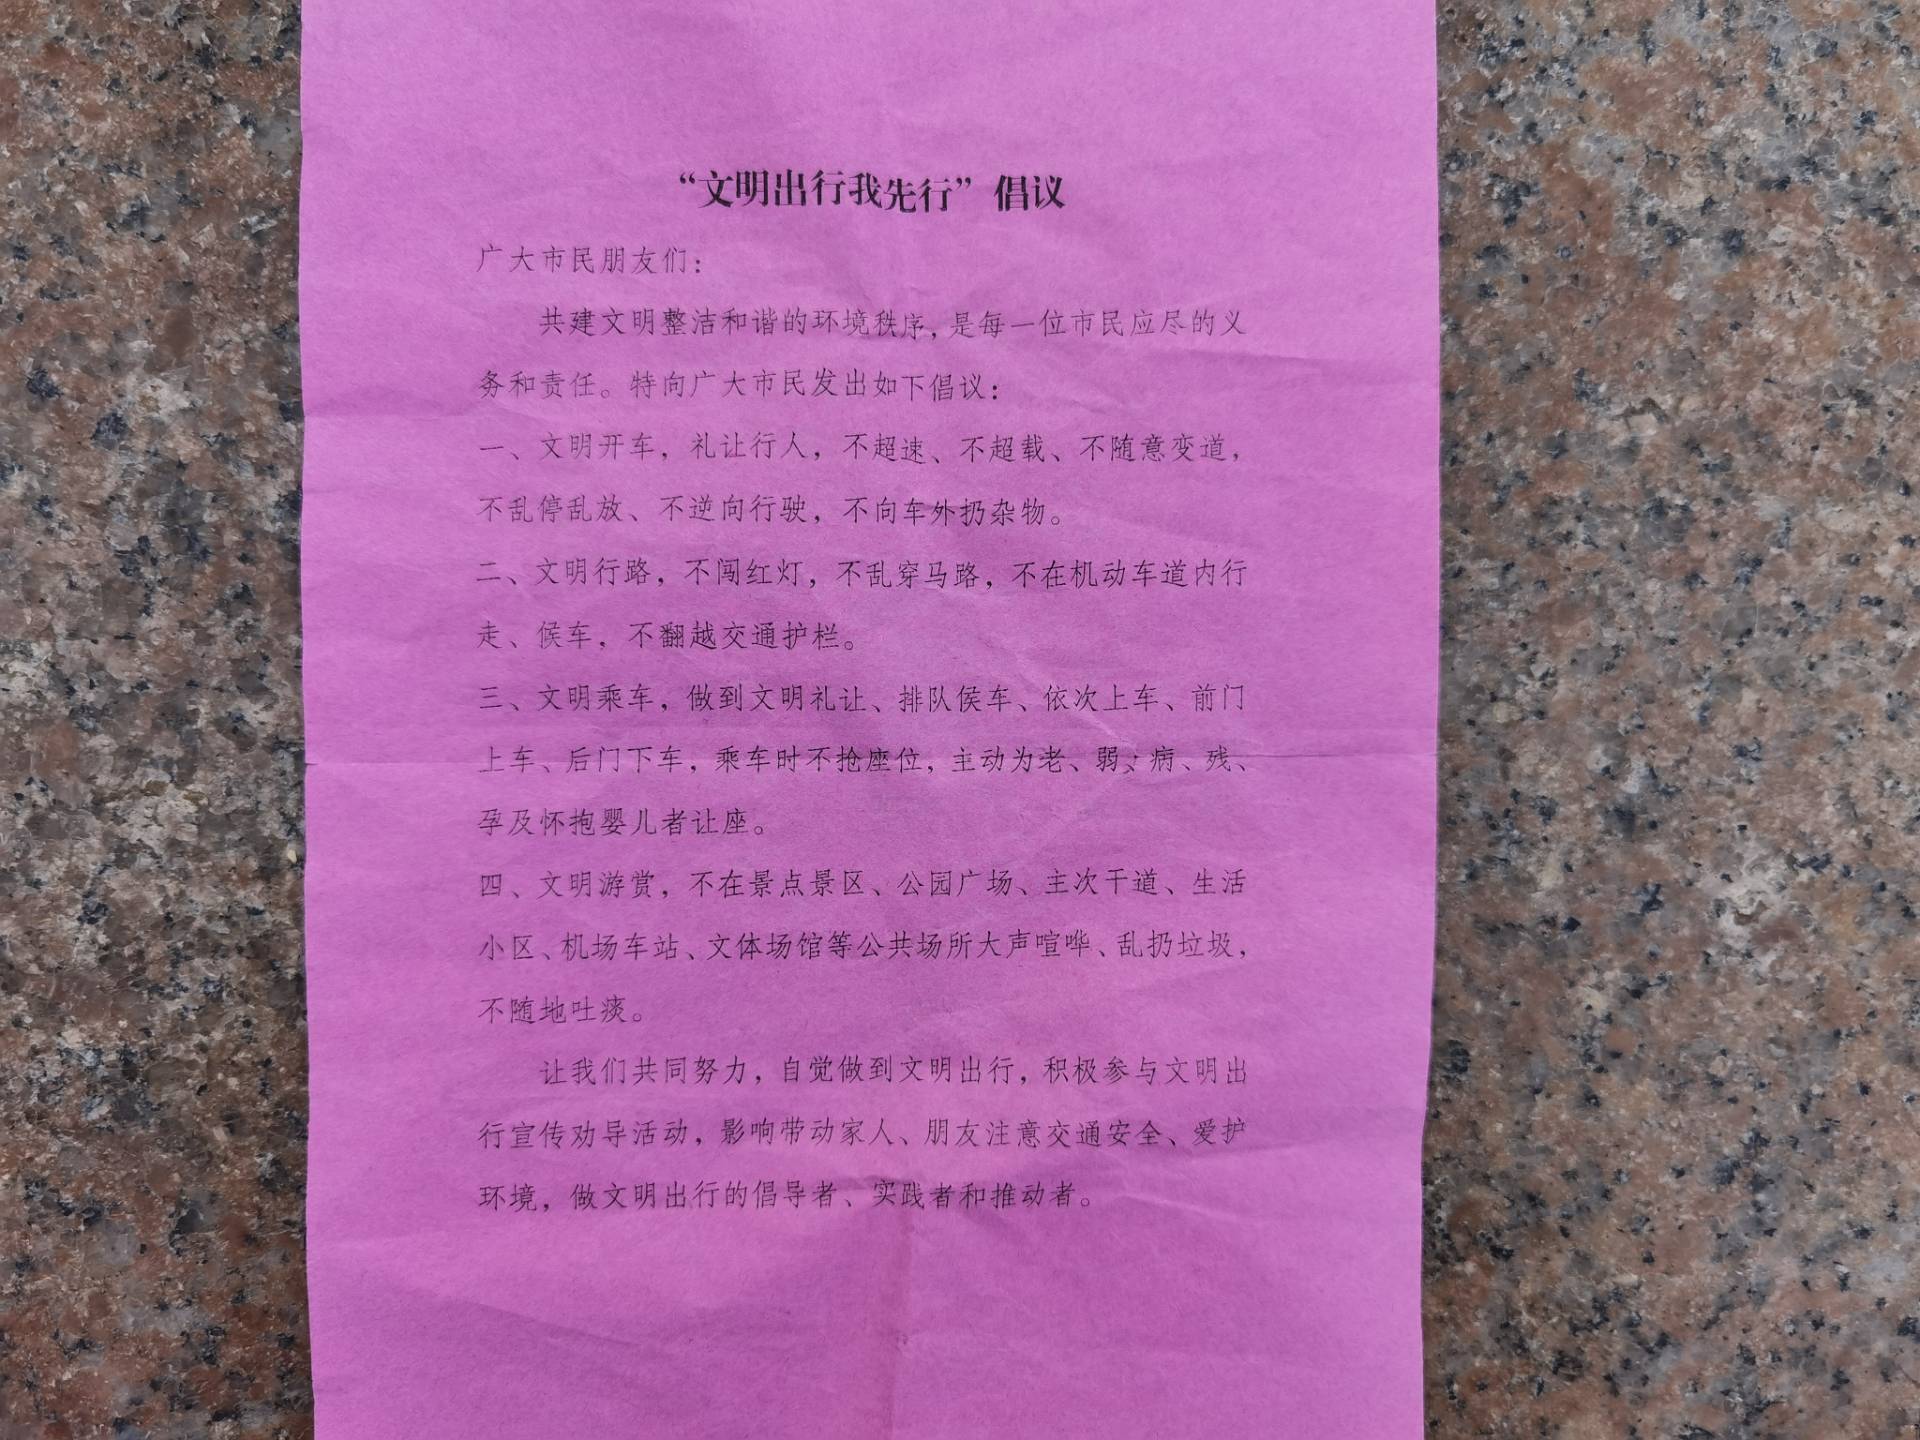 “文明出行我先行”倡议
广大市民朋友们：
共建文明整洁和谐的环境秩序，是每一位市民应尽的义
务和责任。特向广大市民发出如下倡议：
一、文明开车，礼让行人，不超速、不超载、不随意变道，
不乱停乱放、不逆向行驶，不向车外扔杂物。
二、文明行路，不闯红灯，不乱穿马路，不在机动车道内行
走、候车，不翻越交通护栏。
三、文明乘车，做到文明礼让、排队侯车、依次上车、前门
上车、后门下车，乘车时不抢座位，主动为老、弱、病、残、
孕及怀抱婴儿者让座。
四、文明游赏，不在景点景区、公园广场、主次干道、生活
小区、机场车站、文体场馆等公共场所大声喧哗、乱扔垃圾，
不随地吐痰。
让我们共同努力，自觉做到文明出行，积极参与文明出
行宣传劝导活动，影响带动家人、朋友注意交通安全、爱护
环境，做文明出行的倡导者、实践者和推动者。